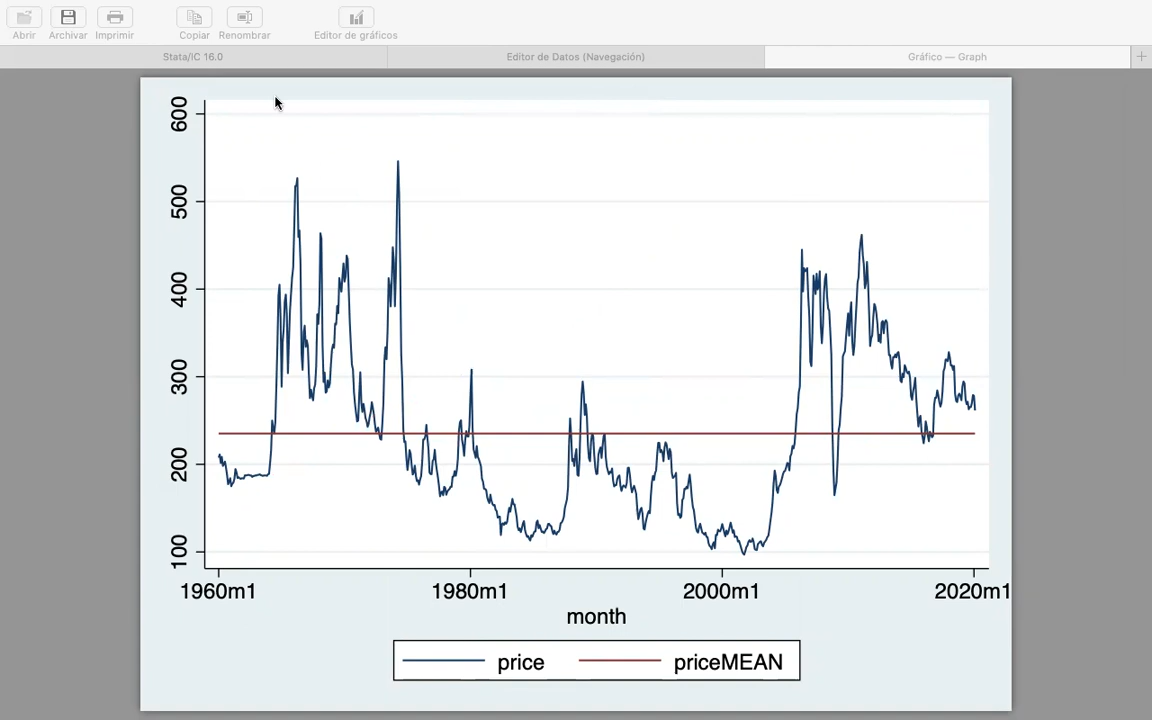 Abrir Archivar Imprimir Copiar Renombrar Editor de gráficos
Stata/IC 16.0 Editor de Datos (Navegación) Gráfico — Graph +
600
500
400
300
200
100
1960m1 1980m1 2000m1 2020m1
month
price priceMEAN